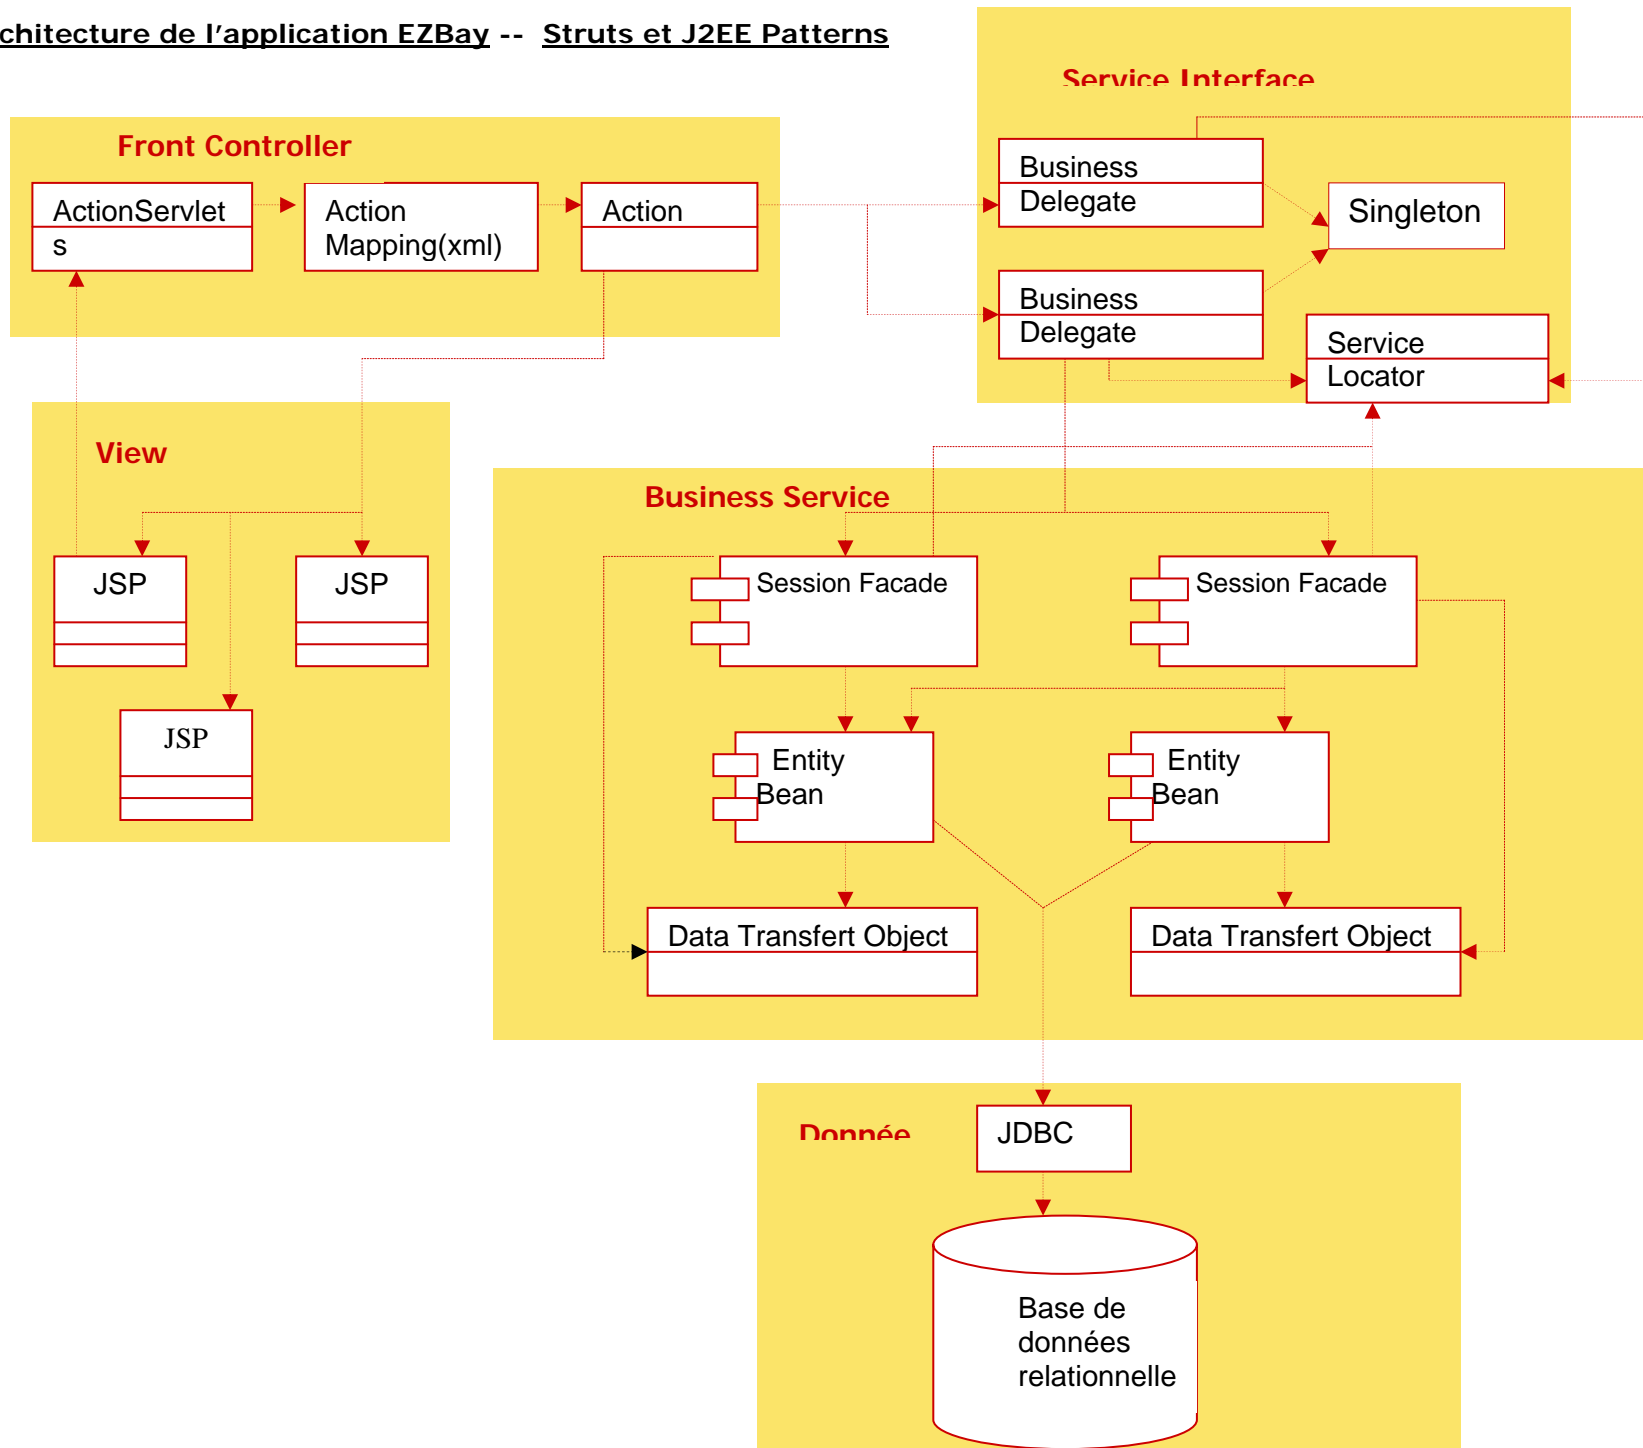 chitecture de l'application EZBay -- Struts et J2EE Patterns
Service Interface
Front Controller
ActionServlet
s
Action
Mapping(xml)
Action
Business
Delegate
Singleton
Business
Delegate
Service
Locator
View
JSP
JSP
JSP
Business Service
Session Facade
Session Facade
Entity
Bean
Entity
Bean
Data Transfert Object
Data Transfert Object
Donnée
JDBC
Base de
données
relationnelle